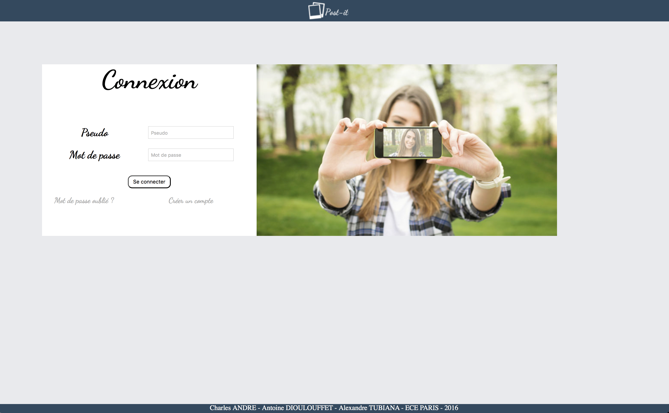 Post-it
Connexion
Pseudo
Pseudo
Mot de passe
Mot de passe
Se connecter
Mot de passe oublié ?
Créer un compte
Charles ANDRE - Antoine DIOULOUFFET - Alexandre TUBIANA - ECE PARIS - 2016